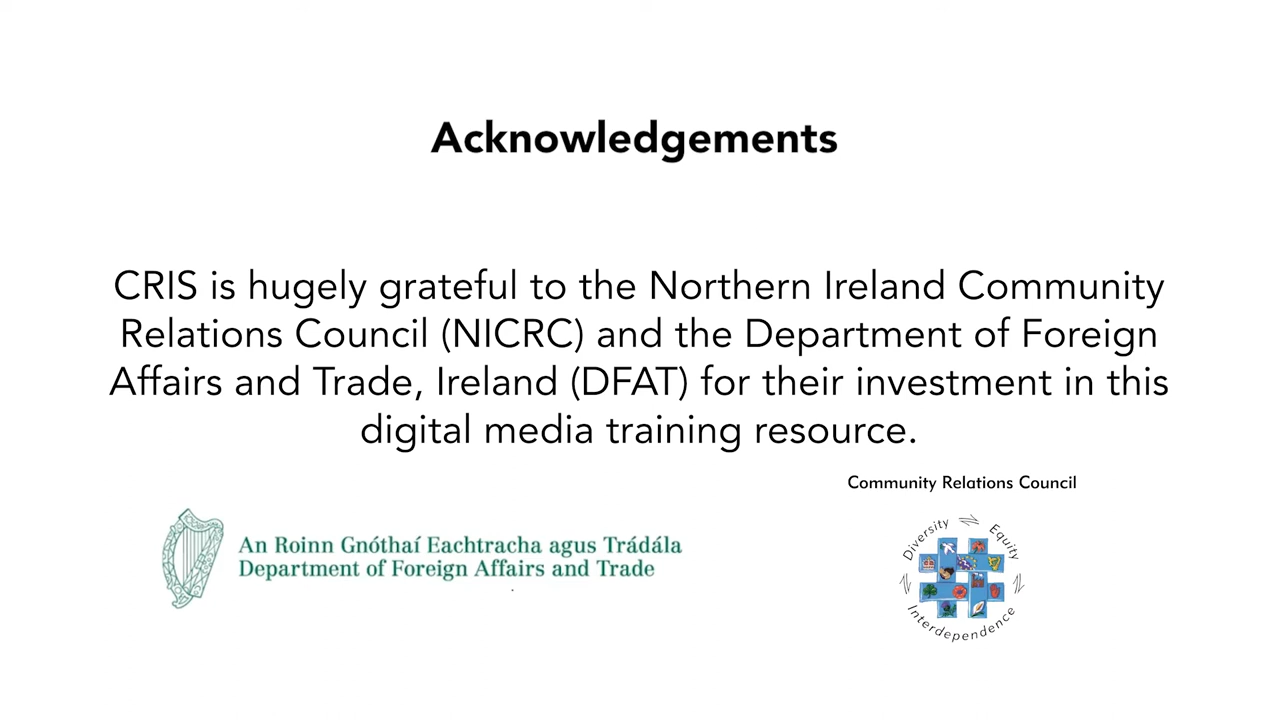 Acknowledgements
CRIS is hugely grateful to the Northern Ireland Community
Relations Council (NICRC) and the Department of Foreign
Affairs and Trade, Ireland (DFAT) for their investment in this
digital media training resource.
Community Relations Council
An Roinn Gnóthaí Eachtracha agus Trádála
Department of Foreign Affairs and Trade
Diversity
Equity
Interdependence